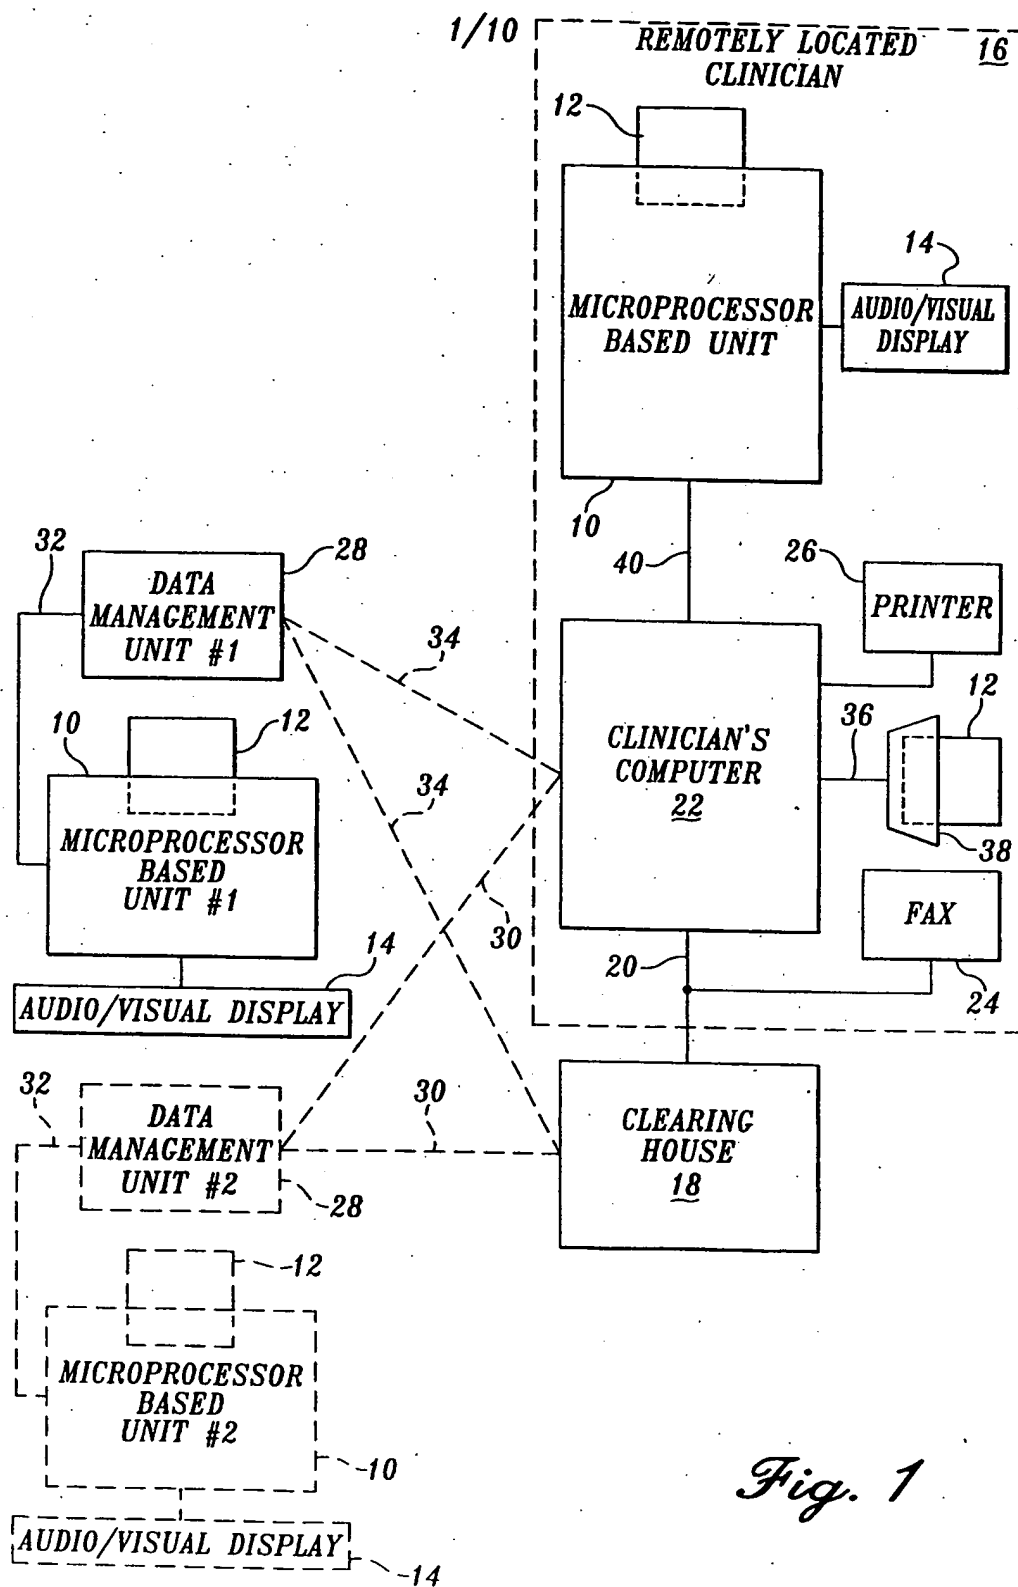 1/10
REMOTELY LOCATED
CLINICIAN
16
12
MICROPROCESSOR
BASED UNIT
14
AUDIO/VISUAL
DISPLAY
10
40
26
PRINTER
32
28
DATA
MANAGEMENT
UNIT #1
34
10
12
MICROPROCESSOR
BASED
UNIT #1
34
CLINICIAN'S
COMPUTER
22
36
12
38
30
FAX
24
20
14
AUDIO/VISUAL DISPLAY
32
DATA
MANAGEMENT
UNIT #2
28
30
CLEARING
HOUSE
18
12
MICROPROCESSOR
BASED
UNIT #2
10
AUDIO/VISUAL DISPLAY
14
Fig. 1